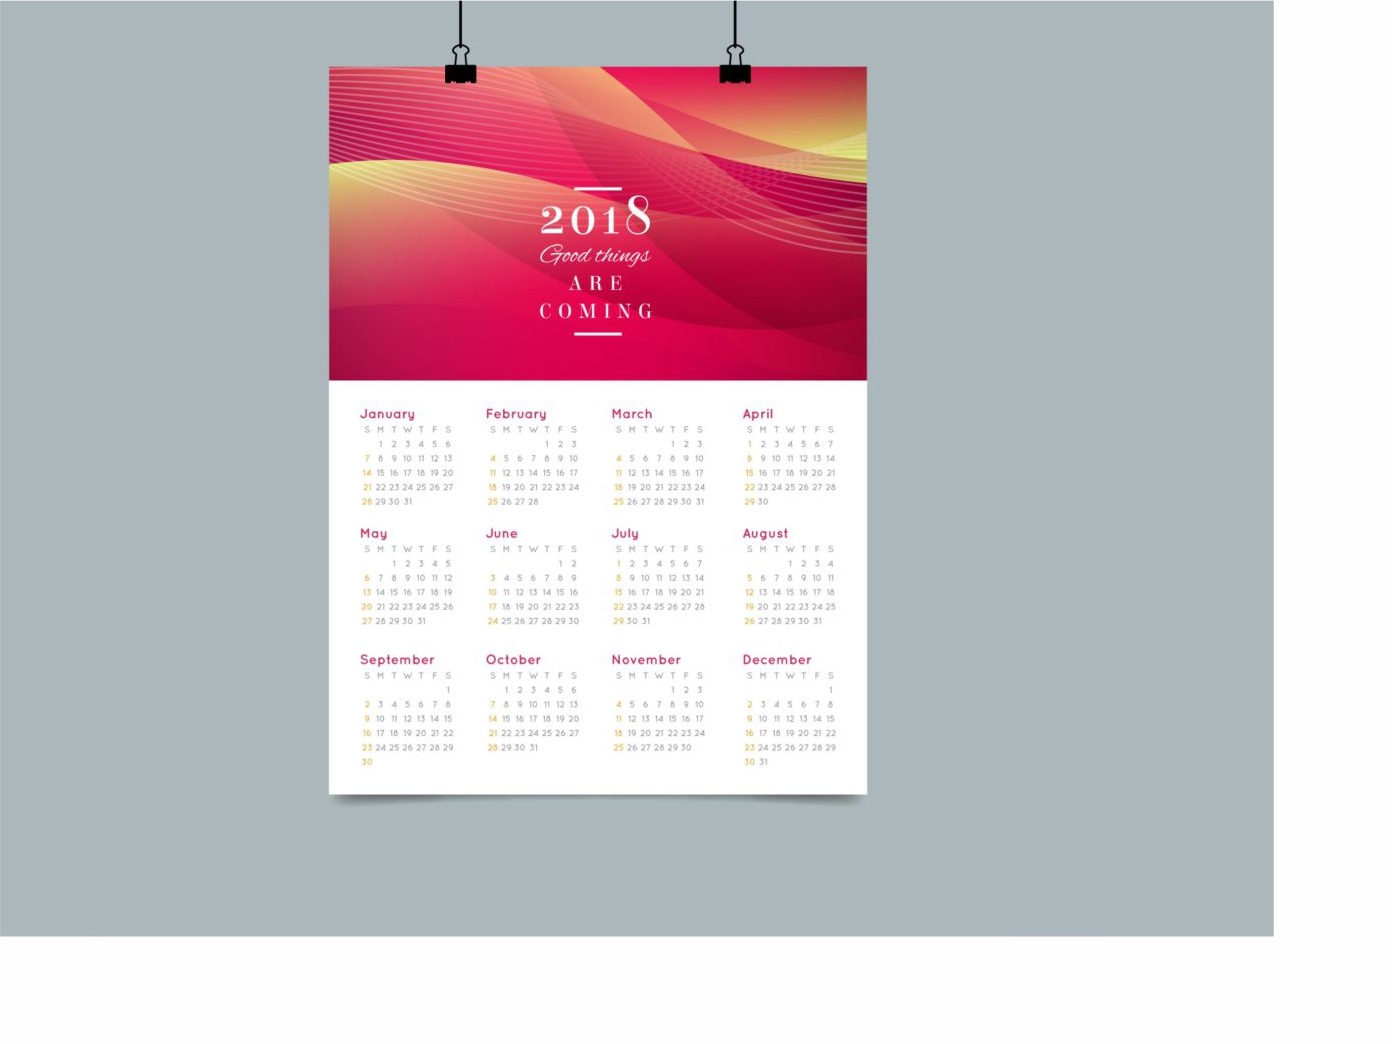 2018
Good things
ARE
COMING
January
S M T W T F S
1 2 3 4 5 6
7 8 9 10 11 12 13
14 15 16 17 18 19 20
21 22 23 24 25 26 27
28 29 30 31
February
S M T W T F S
1 2 3
4 5 6 7 8 9 10
11 12 13 14 15 16 17
18 19 20 21 22 23 24
25 26 27 28
March
S M T W T F S
1 2 3
4 5 6 7 8 9 10
11 12 13 14 15 16 17
18 19 20 21 22 23 24
25 26 27 28 29 30 31
April
S M T W T F S
1 2 3 4 5 6 7
8 9 10 11 12 13 14
15 16 17 18 19 20 21
22 23 24 25 26 27 28
29 30
May
S M T W T F S
1 2 3 4 5
6 7 8 9 10 11 12
13 14 15 16 17 18 19
20 21 22 23 24 25 26
27 28 29 30 31
June
S M T W T F S
1 2
3 4 5 6 7 8 9
10 11 12 13 14 15 16
17 18 19 20 21 22 23
24 25 26 27 28 29 30
July
S M T W T F S
1 2 3 4 5 6 7
8 9 10 11 12 13 14
15 16 17 18 19 20 21
22 23 24 25 26 27 28
29 30 31
August
S M T W T F S
1 2 3 4
5 6 7 8 9 10 11
12 13 14 15 16 17 18
19 20 21 22 23 24 25
26 27 28 29 30 31
September
S M T W T F S
1
2 3 4 5 6 7 8
9 10 11 12 13 14 15
16 17 18 19 20 21 22
23 24 25 26 27 28 29
30
October
S M T W T F S
1 2 3 4 5 6
7 8 9 10 11 12 13
14 15 16 17 18 19 20
21 22 23 24 25 26 27
28 29 30 31
November
S M T W T F S
1 2 3
4 5 6 7 8 9 10
11 12 13 14 15 16 17
18 19 20 21 22 23 24
25 26 27 28 29 30
December
S M T W T F S
1
2 3 4 5 6 7 8
9 10 11 12 13 14 15
16 17 18 19 20 21 22
23 24 25 26 27 28 29
30 31